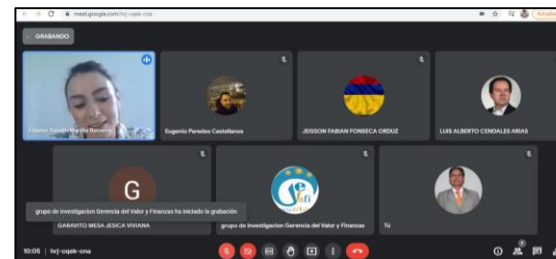 meet.google.com/hrj-cqek-cna
GRABANDO
Eugenio Paredes Castellanos
JEISSON FABIAN FONSECA ORDUZ
LUIS ALBERTO CENDALES ARIAS
G
grupo de investigacion Gerencia del Valor y Finanzas ha iniciado la grabación
GARAVITO MESA JESICA VIVIANA
grupo de investigacion Gerencia del Valor y Finanzas
Tú
10:05 | hrj-cqek-cna